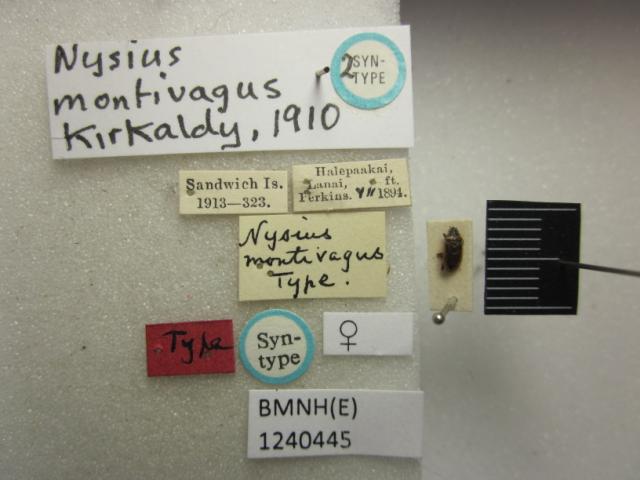 Nysius
montivagus
Kirkaldy, 1910
2 SYN-
TYPE
Sandwich Is.
1913—323.
Halepaakai,
Lanai, ft.
Perkins. VII 1894.
Nysius
montivagus
Type.
Type
Syn-
type
♀
BMNH(E)
1240445